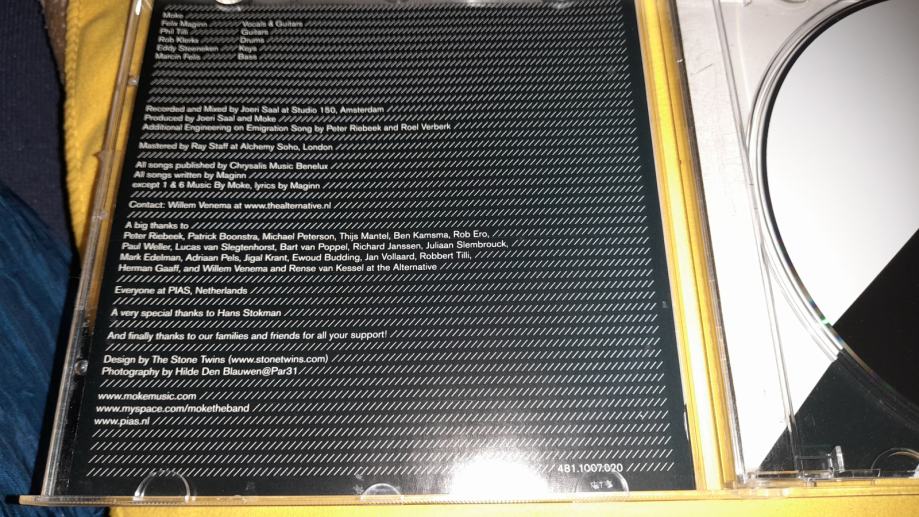 Moke
Felix Maginn Vocals & Guitars
Phil Tilli Guitars
Rob Klerks Drums
Eddy Steeneken Keys
Marcin Felis Bass
Recorded and Mixed by Joeri Saal at Studio 150, Amsterdam
Produced by Joeri Saal and Moke
Additional Engineering on Emigration Song by Peter Riebeek and Roel Verberk
Mastered by Ray Staff at Alchemy Soho, London
All songs published by Chrysalis Music Benelux
All songs written by Maginn
except 1 & 6 Music By Moke, lyrics by Maginn
Contact: Willem Venema at www.thealternative.nl
A big thanks to
Peter Riebeek, Patrick Boonstra, Michael Peterson, Thijs Mantel, Ben Kamsma, Rob Ero,
Paul Weller, Lucas van Slegtenhorst, Bart van Poppel, Richard Janssen, Juliaan Slembrouck,
Mark Edelman, Adriaan Pels, Jigal Krant, Ewoud Budding, Jan Vollaard, Robbert Tilli,
Herman Gaaff, and Willem Venema and Rense van Kessel at the Alternative
Everyone at PIAS, Netherlands
A very special thanks to Hans Stokman
And finally thanks to our families and friends for all your support!
Design by The Stone Twins (www.stonetwins.com)
Photography by Hilde Den Blauwen@Par31
www.mokemusic.com
www.myspace.com/moketheband
www.pias.nl
481.1007.020